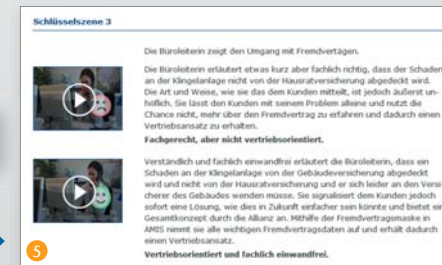 Schlüsselszene 3
Die Büroleiterin zeigt den Umgang mit Fremdvertägen.
Die Büroleiterin erläutert etwas kurz aber fachlich richtig, dass der Schaden
an der Klingelanlage nicht von der Hausratversicherung abgedeckt wird.
Die Art und Weise, wie sie das dem Kunden mitteilt, ist jedoch äußerst un-
höflich. Sie lässt den Kunden mit seinem Problem alleine und nutzt die
Chance nicht, mehr über den Fremdvertrag zu erfahren und dadurch einen
Vertriebsansatz zu erhalten.
Fachgerecht, aber nicht vertriebsorientiert.
Verständlich und fachlich einwandfrei erläutert die Büroleiterin, dass ein
Schaden an der Klingelanlage von der Gebäudeversicherung abgedeckt
wird und nicht von der Hausratversicherung und er sich leider an den Versi-
cherer des Gebäudes wenden müsse. Sie signalisiert dem Kunden jedoch
sofort eine Lösung, wie dies in Zukunft einfacher sein könnte und bietet ein
Gesamtkonzept durch die Allianz an. Mithilfe der Fremdvertragsmaske in
AMIS nimmt sie alle wichtigen Fremdvertragsdaten auf und erhält dadurch
einen Vertriebsansatz.
Vertriebsorientiert und fachlich einwandfrei.
5